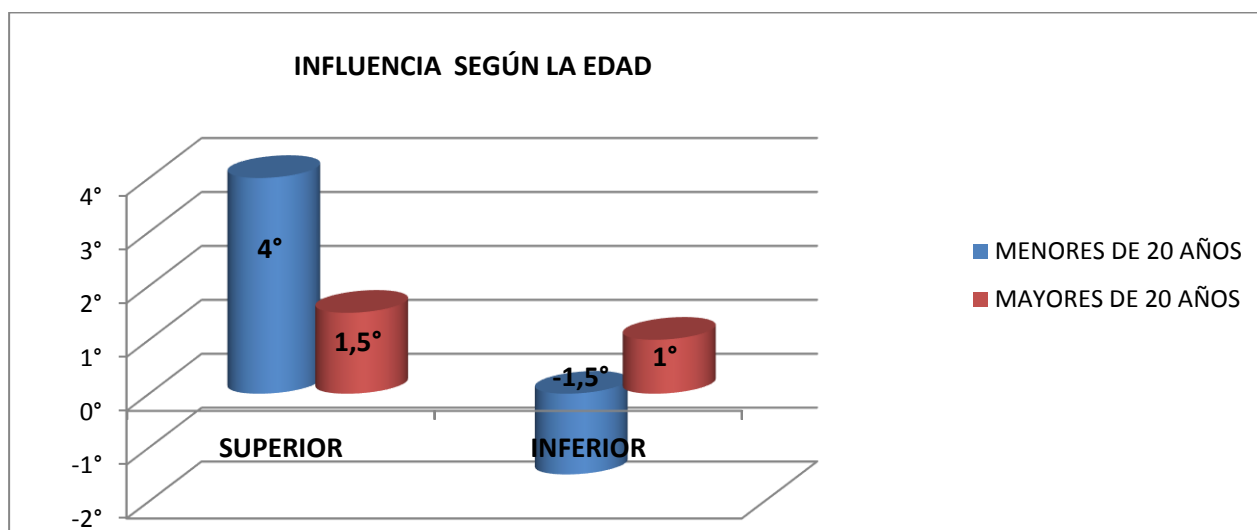 INFLUENCIA SEGÚN LA EDAD
4°
3°
2°
1°
0°
-1°
-2°
4°
1,5°
-1,5°
1°
SUPERIOR
INFERIOR
MENORES DE 20 AÑOS
MAYORES DE 20 AÑOS